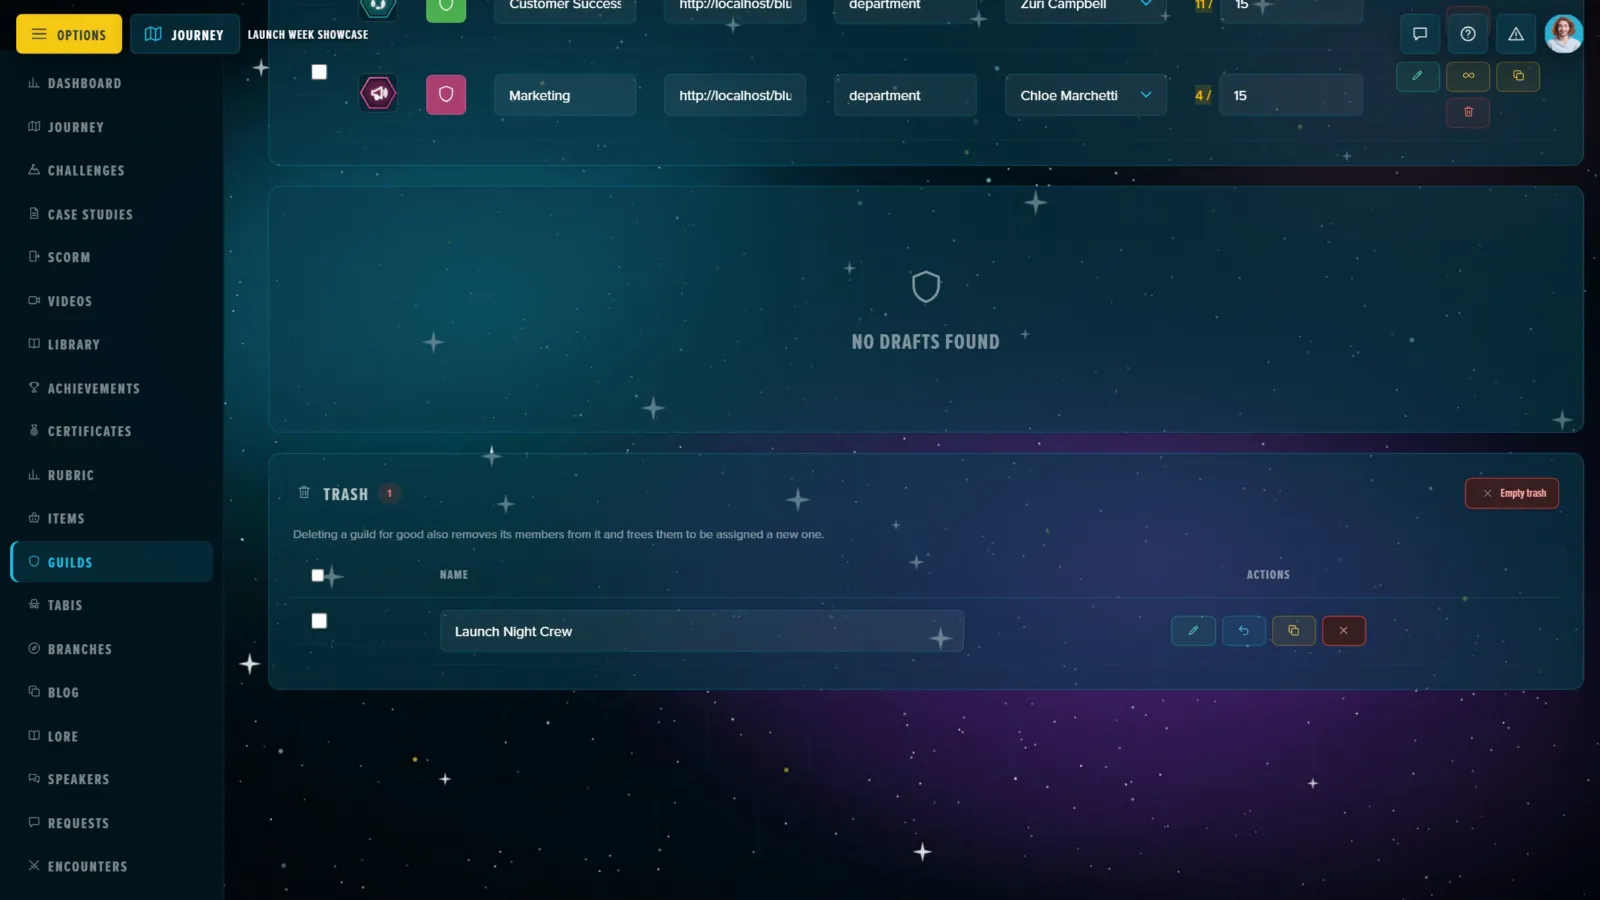 Customer Success
http://localhost/blu
department
Zuri Campbell
11 /
15
OPTIONS
JOURNEY
LAUNCH WEEK SHOWCASE
DASHBOARD
JOURNEY
CHALLENGES
CASE STUDIES
SCORM
VIDEOS
LIBRARY
ACHIEVEMENTS
CERTIFICATES
RUBRIC
ITEMS
GUILDS
TABIS
BRANCHES
BLOG
LORE
SPEAKERS
REQUESTS
ENCOUNTERS
Marketing
http://localhost/blu
department
Chloe Marchetti
4 /
15
NO DRAFTS FOUND
TRASH
1
Empty trash
Deleting a guild for good also removes its members from it and frees them to be assigned a new one.
NAME
ACTIONS
Launch Night Crew